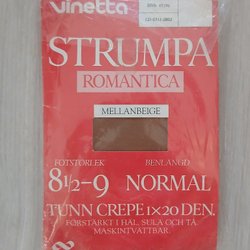 vinetta
STRUMPA
ROMANTICA
MELLANBEIGE
FOTSTORLEK BENLÄNGD
8½-9 NORMAL
TUNN CREPE 1×20 DEN.
FÖRSTÄRKT I HÄL, SULA OCH TÅ
MASKINTVÄTTBAR